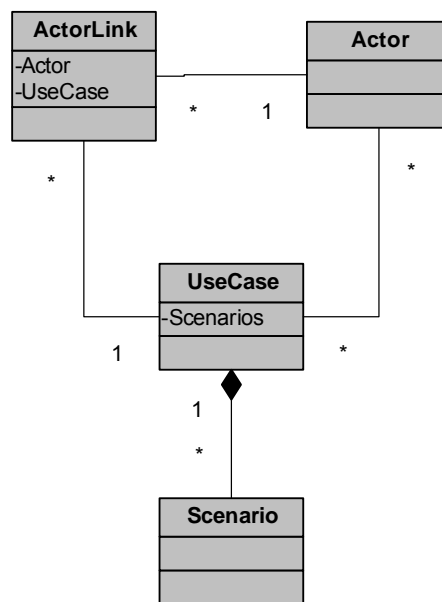 ActorLink
-Actor
-UseCase
Actor
*
1
*
*
UseCase
-Scenarios
1
*
1
*
Scenario